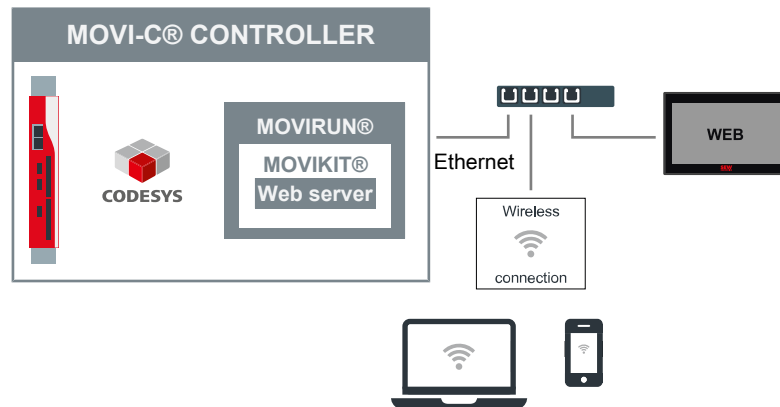 MOVI-C® CONTROLLER
MOVIRUN®
MOVIKIT®
Web server
CODESYS
Ethernet
WEB
Wireless
connection